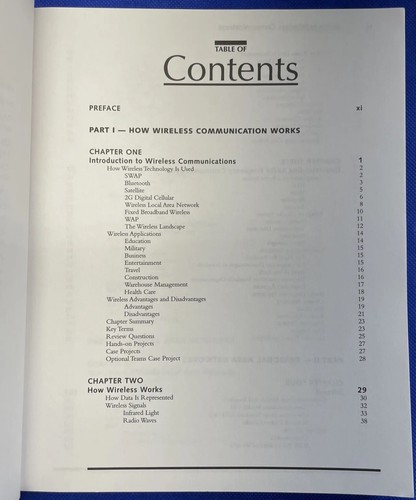 TABLE OF
Contents
PREFACE xi
PART I — HOW WIRELESS COMMUNICATION WORKS
CHAPTER ONE
Introduction to Wireless Communications 1
How Wireless Technology Is Used 2
SWAP 2
Bluetooth 3
Satellite 5
2G Digital Cellular 6
Wireless Local Area Network 8
Fixed Broadband Wireless 10
WAP 11
The Wireless Landscape 12
Wireless Applications 14
Education 14
Military 15
Business 15
Entertainment 15
Travel 16
Construction 16
Warehouse Management 17
Health Care 18
Wireless Advantages and Disadvantages 19
Advantages 19
Disadvantages 21
Chapter Summary 23
Key Terms 23
Review Questions 25
Hands-on Projects 27
Case Projects 27
Optional Teams Case Project 28
CHAPTER TWO
How Wireless Works 29
How Data Is Represented 30
Wireless Signals 32
Infrared Light 33
Radio Waves 38